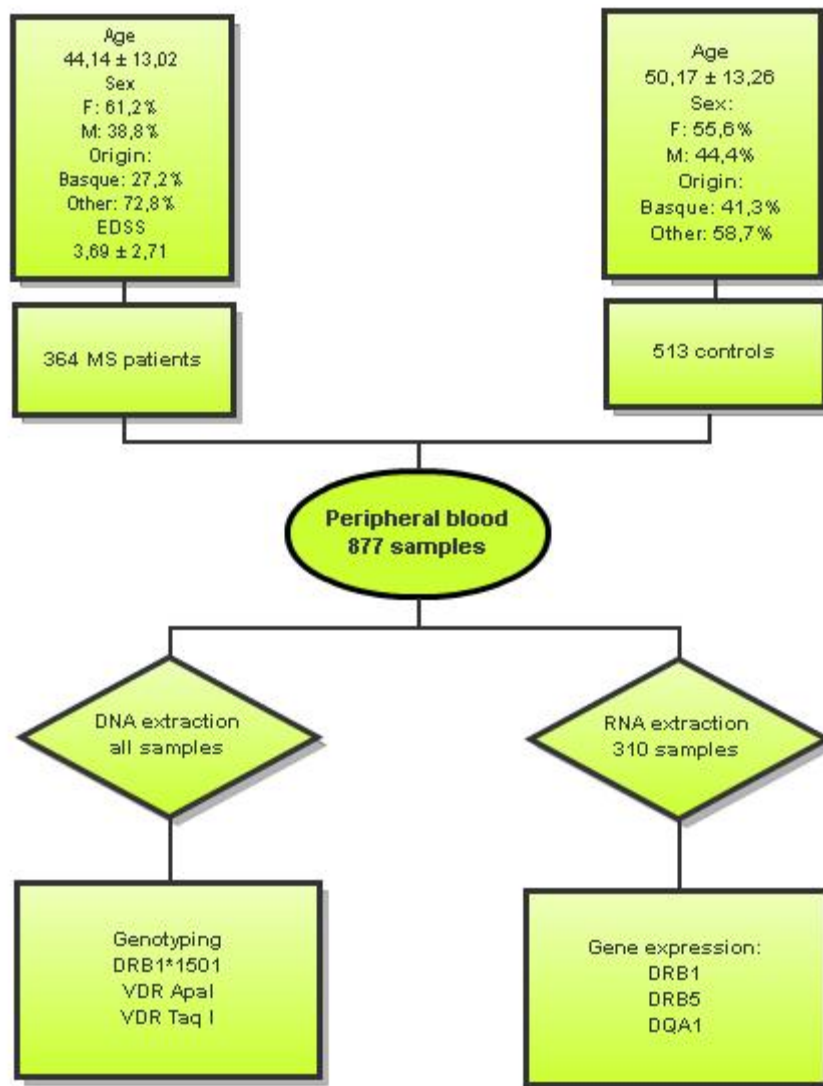 Age
44,14 ± 13,02
Sex
F: 61,2%
M: 38,8%
Origin:
Basque: 27,2%
Other: 72,8%
EDSS
3,69 ± 2,71
364 MS patients
Age
50,17 ± 13,26
Sex:
F: 55,6%
M: 44,4%
Origin:
Basque: 41,3%
Other: 58,7%
513 controls
Peripheral blood
877 samples
DNA extraction
all samples
RNA extraction
310 samples
Genotyping
DRB1*1501
VDR ApaI
VDR Taq I
Gene expression:
DRB1
DRB5
DQA1